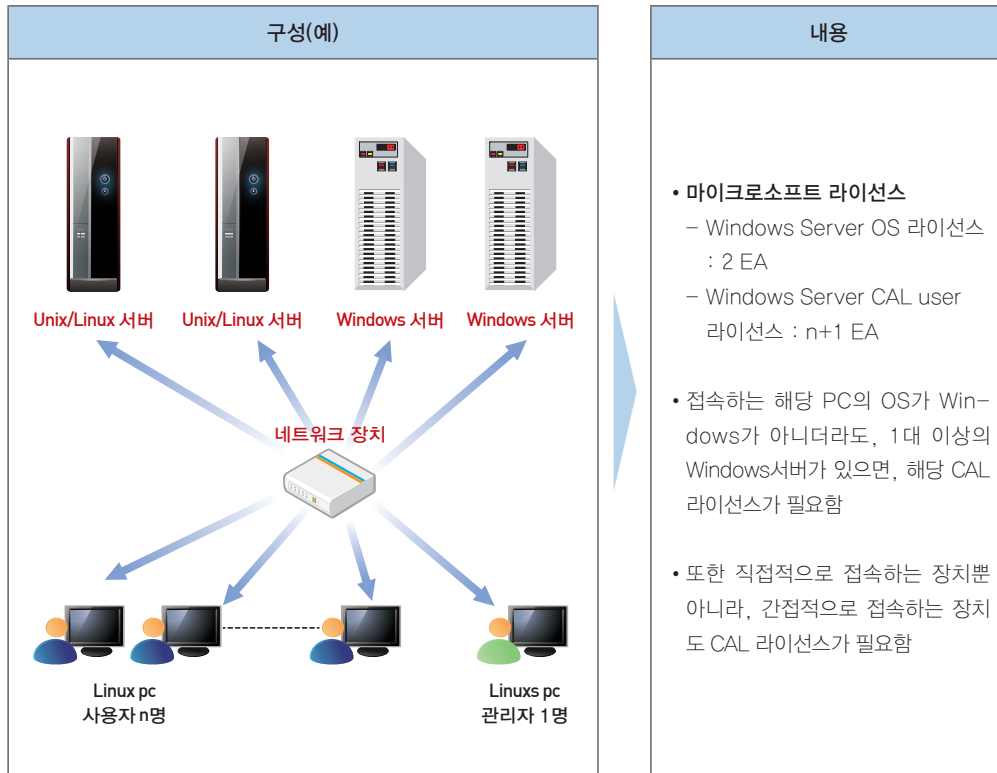 구성(예)
내용
Unix/Linux 서버
Unix/Linux 서버
Windows 서버
Windows 서버
네트워크 장치
Linux pc
사용자 n명
Linuxs pc
관리자 1명
• 마이크로소프트 라이선스
– Windows Server OS 라이선스
: 2 EA
– Windows Server CAL user
라이선스 : n+1 EA
• 접속하는 해당 PC의 OS가 Win-
dows가 아니더라도, 1대 이상의
Windows서버가 있으면, 해당 CAL
라이선스가 필요함
• 또한 직접적으로 접속하는 장치뿐
아니라, 간접적으로 접속하는 장치
도 CAL 라이선스가 필요함